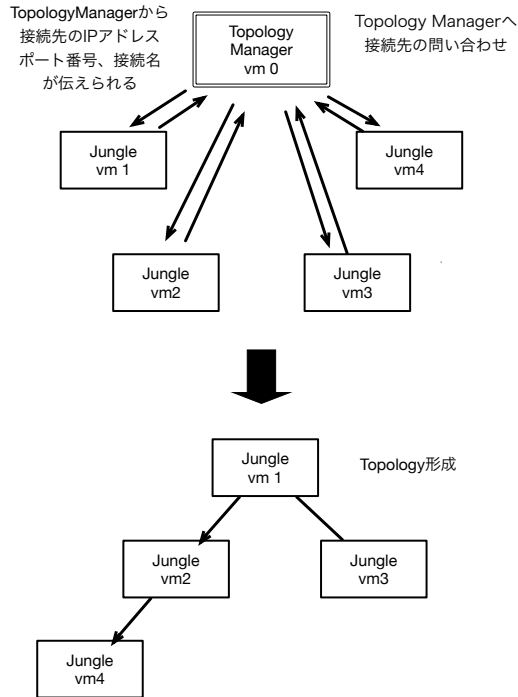 TopologyManagerから
接続先のIPアドレス
ポート番号、接続名
が伝えられる
Topology
Manager
vm 0
Topology Managerへ
接続先の問い合わせ
Jungle
vm 1
Jungle
vm4
Jungle
vm2
Jungle
vm3
Jungle
vm 1
Topology形成
Jungle
vm2
Jungle
vm3
Jungle
vm4